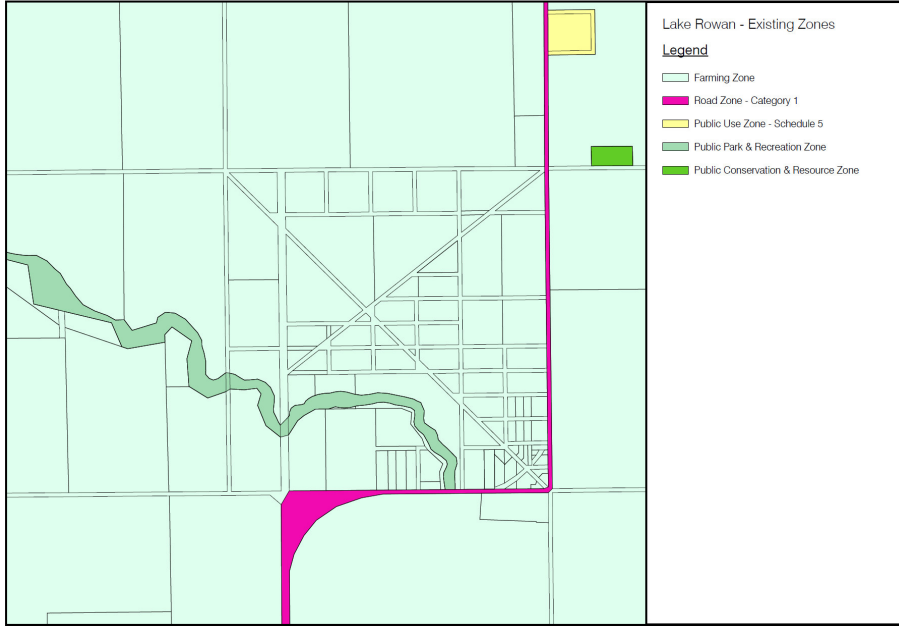 Lake Rowan - Existing Zones
Legend
Farming Zone
Road Zone - Category 1
Public Use Zone - Schedule 5
Public Park & Recreation Zone
Public Conservation & Resource Zone